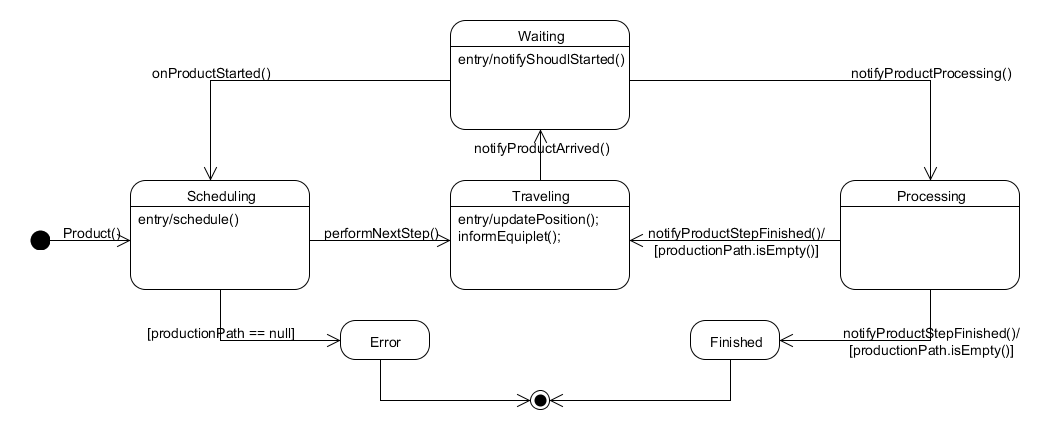 Waiting
entry/notifyShoudlStarted()
onProductStarted()
notifyProductProcessing()
notifyProductArrived()
Scheduling
entry/schedule()
Traveling
entry/updatePosition();
informEquiplet();
Processing
Product()
performNextStep()
notifyProductStepFinished()/
[productionPath.isEmpty()]
[productionPath == null]
Error
Finished
notifyProductStepFinished()/
[productionPath.isEmpty()]